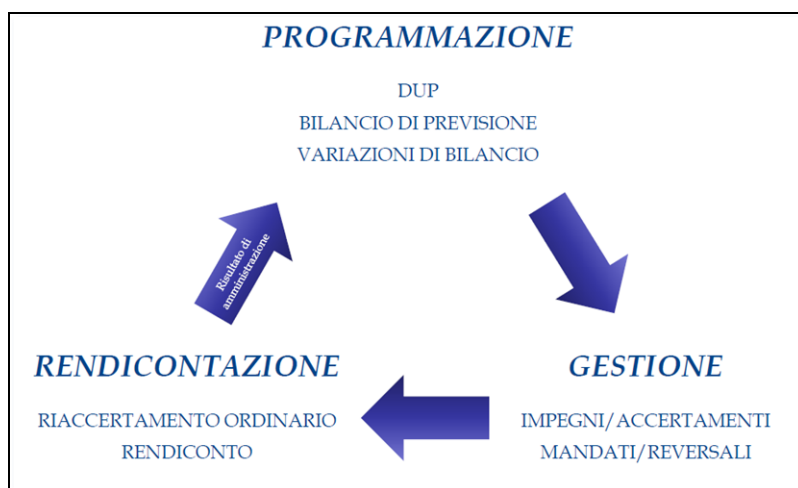 PROGRAMMAZIONE
DUP
BILANCIO DI PREVISIONE
VARIAZIONI DI BILANCIO
Risultato di
amministrazione
RENDICONTAZIONE
RIACCERTAMENTO ORDINARIO
RENDICONTO
GESTIONE
IMPEGNI/ACCERTAMENTI
MANDATI/REVERSALI